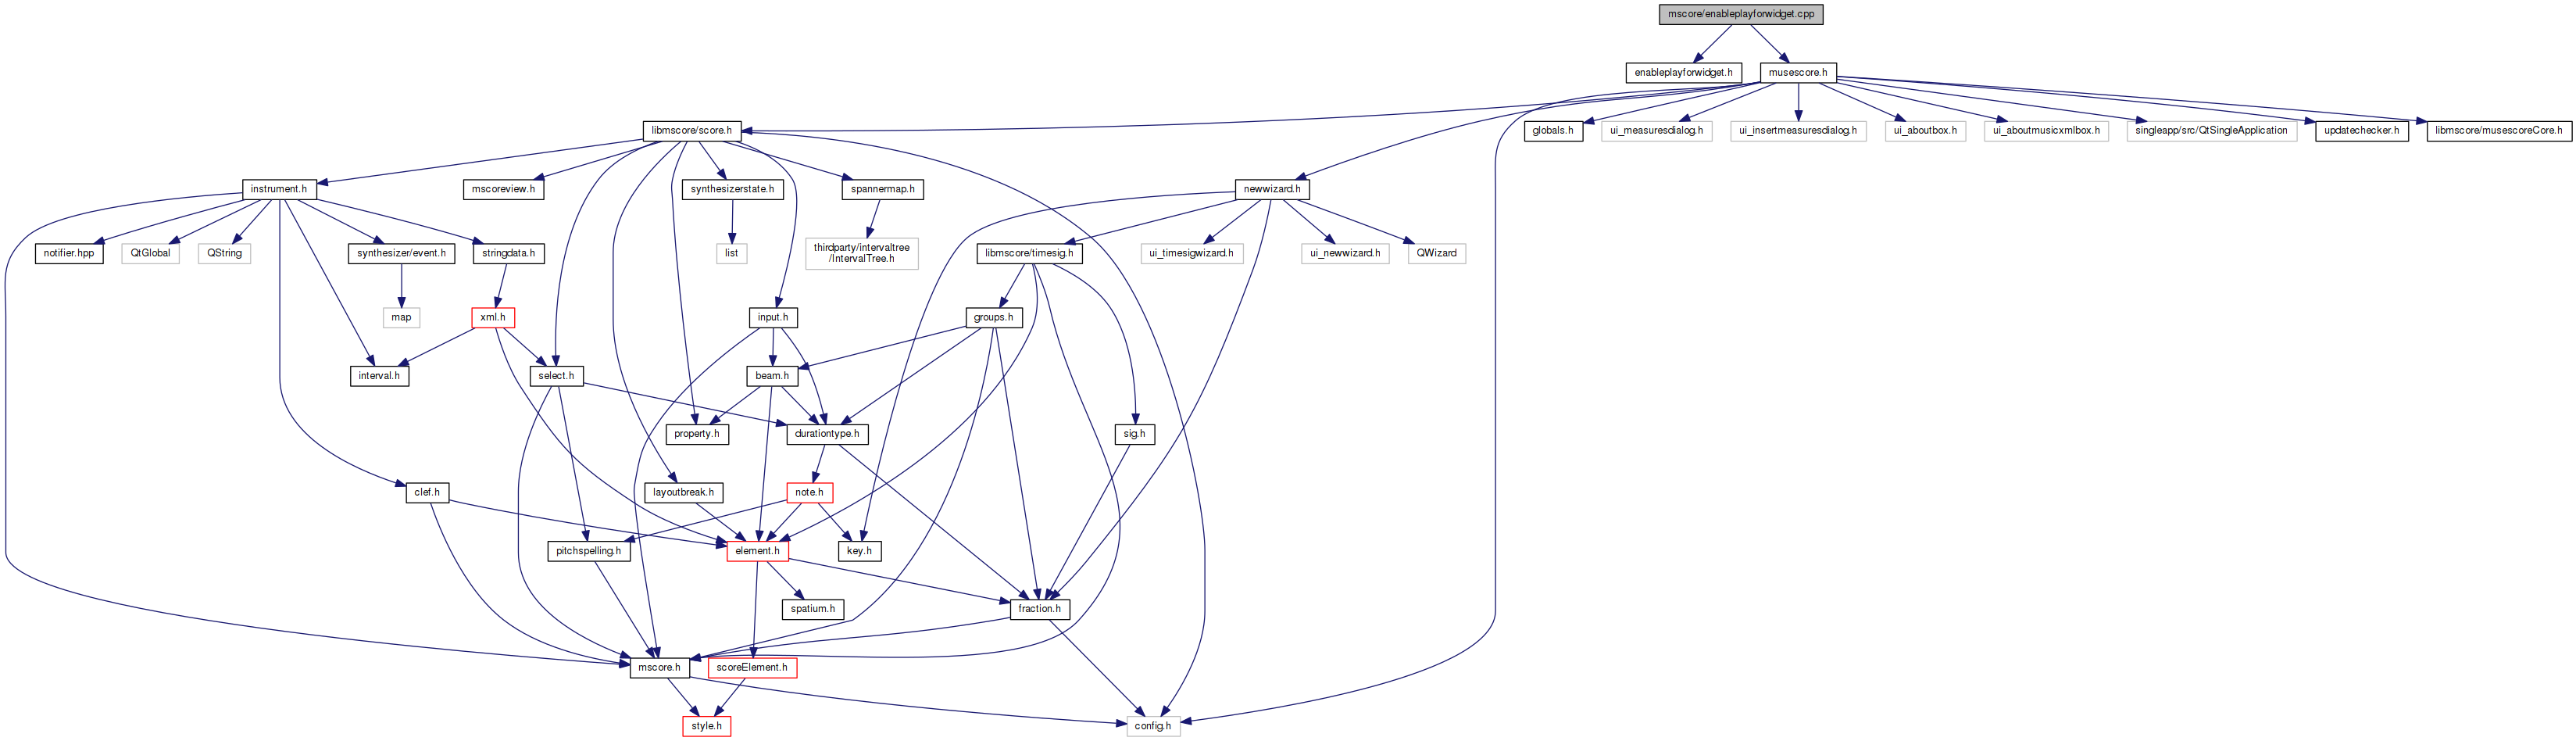 mscore/enableplayforwidget.cpp
enableplayforwidget.h
musescore.h
libmscore/score.h
globals.h
ui_measuresdialog.h
ui_insertmeasuresdialog.h
ui_aboutbox.h
ui_aboutmusicxmlbox.h
singleapp/src/QtSingleApplication
updatechecker.h
libmscore/musescoreCore.h
instrument.h
mscoreview.h
synthesizerstate.h
spannermap.h
newwizard.h
notifier.hpp
QtGlobal
QString
synthesizer/event.h
stringdata.h
list
thirdparty/intervaltree
/IntervalTree.h
libmscore/timesig.h
ui_timesigwizard.h
ui_newwizard.h
QWizard
map
xml.h
input.h
groups.h
interval.h
select.h
beam.h
property.h
durationtype.h
sig.h
clef.h
layoutbreak.h
note.h
pitchspelling.h
element.h
key.h
spatium.h
fraction.h
mscore.h
scoreElement.h
style.h
config.h